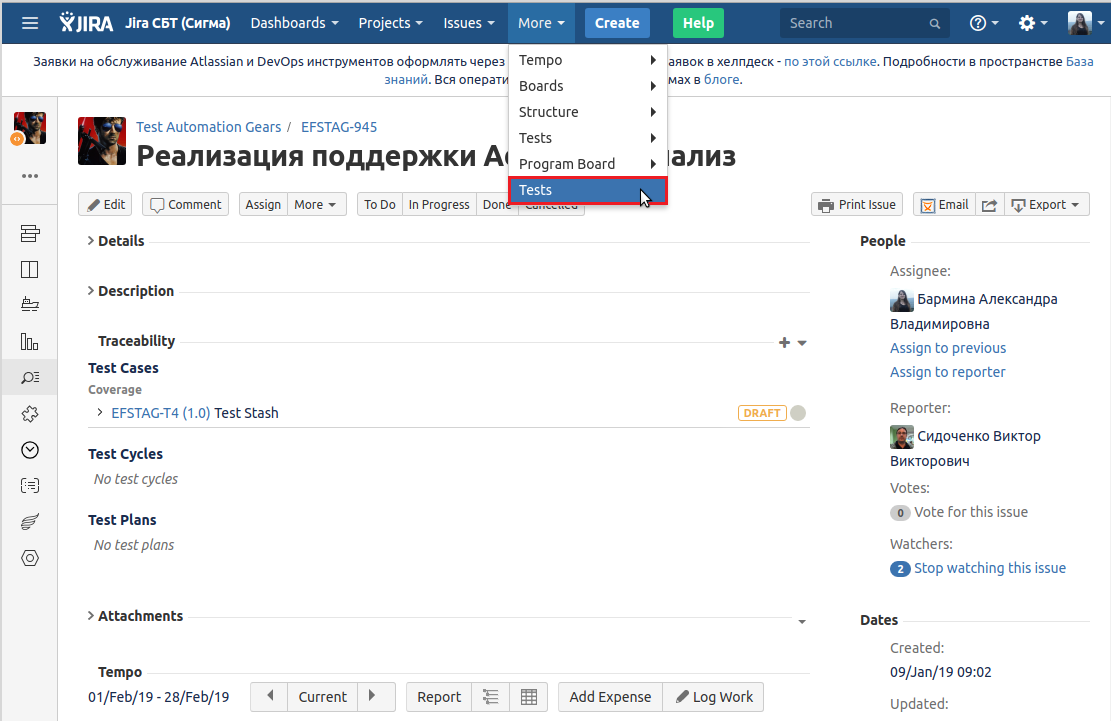 JIRA Jira СБТ (Сигма) Dashboards Projects Issues More Create Help Search
Tempo
Boards
Structure
Tests
Program Board
Tests
Заявки на обслуживание Atlassian и DevOps инструментов оформлять через аявок в хелпдеск - по этой ссылке. Подробности в пространстве База
знаний. Вся операти мах в блоге.
Test Automation Gears / EFSTAG-945
Реализация поддержки
Edit Comment Assign More To Do In Progress Done Cancelled Print Issue Email Export
Details
Description
Traceability
Test Cases
Coverage
EFSTAG-T4 (1.0) Test Stash DRAFT
Test Cycles
No test cycles
Test Plans
No test plans
Attachments
Tempo
01/Feb/19 - 28/Feb/19 Current Report Add Expense Log Work
People
Assignee:
Бармина Александра
Владимировна
Assign to previous
Assign to reporter
Reporter:
Сидоченко Виктор
Викторович
Votes:
0 Vote for this issue
Watchers:
2 Stop watching this issue
Dates
Created:
09/Jan/19 09:02
Updated: